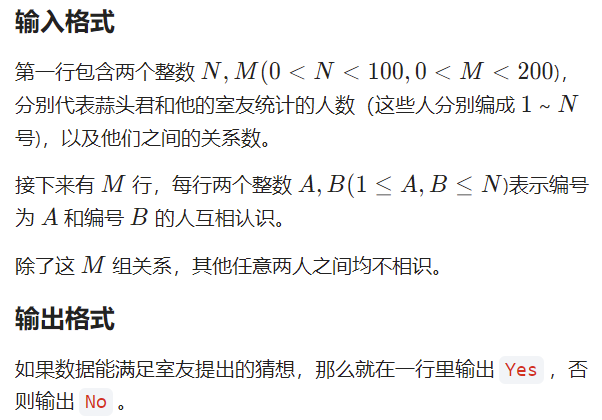 输入格式
第一行包含两个整数 N, M(0 < N < 100, 0 < M < 200),
分别代表蒜头君和他的室友统计的人数（这些人分别编成 1 ~ N
号），以及他们之间的关系数。
接下来有 M 行，每行两个整数 A, B(1 ≤ A, B ≤ N)表示编号
为 A 和编号 B 的人互相认识。
除了这 M 组关系，其他任意两人之间均不相识。
输出格式
如果数据能满足室友提出的猜想，那么就在一行里输出 Yes ，否
则输出 No 。